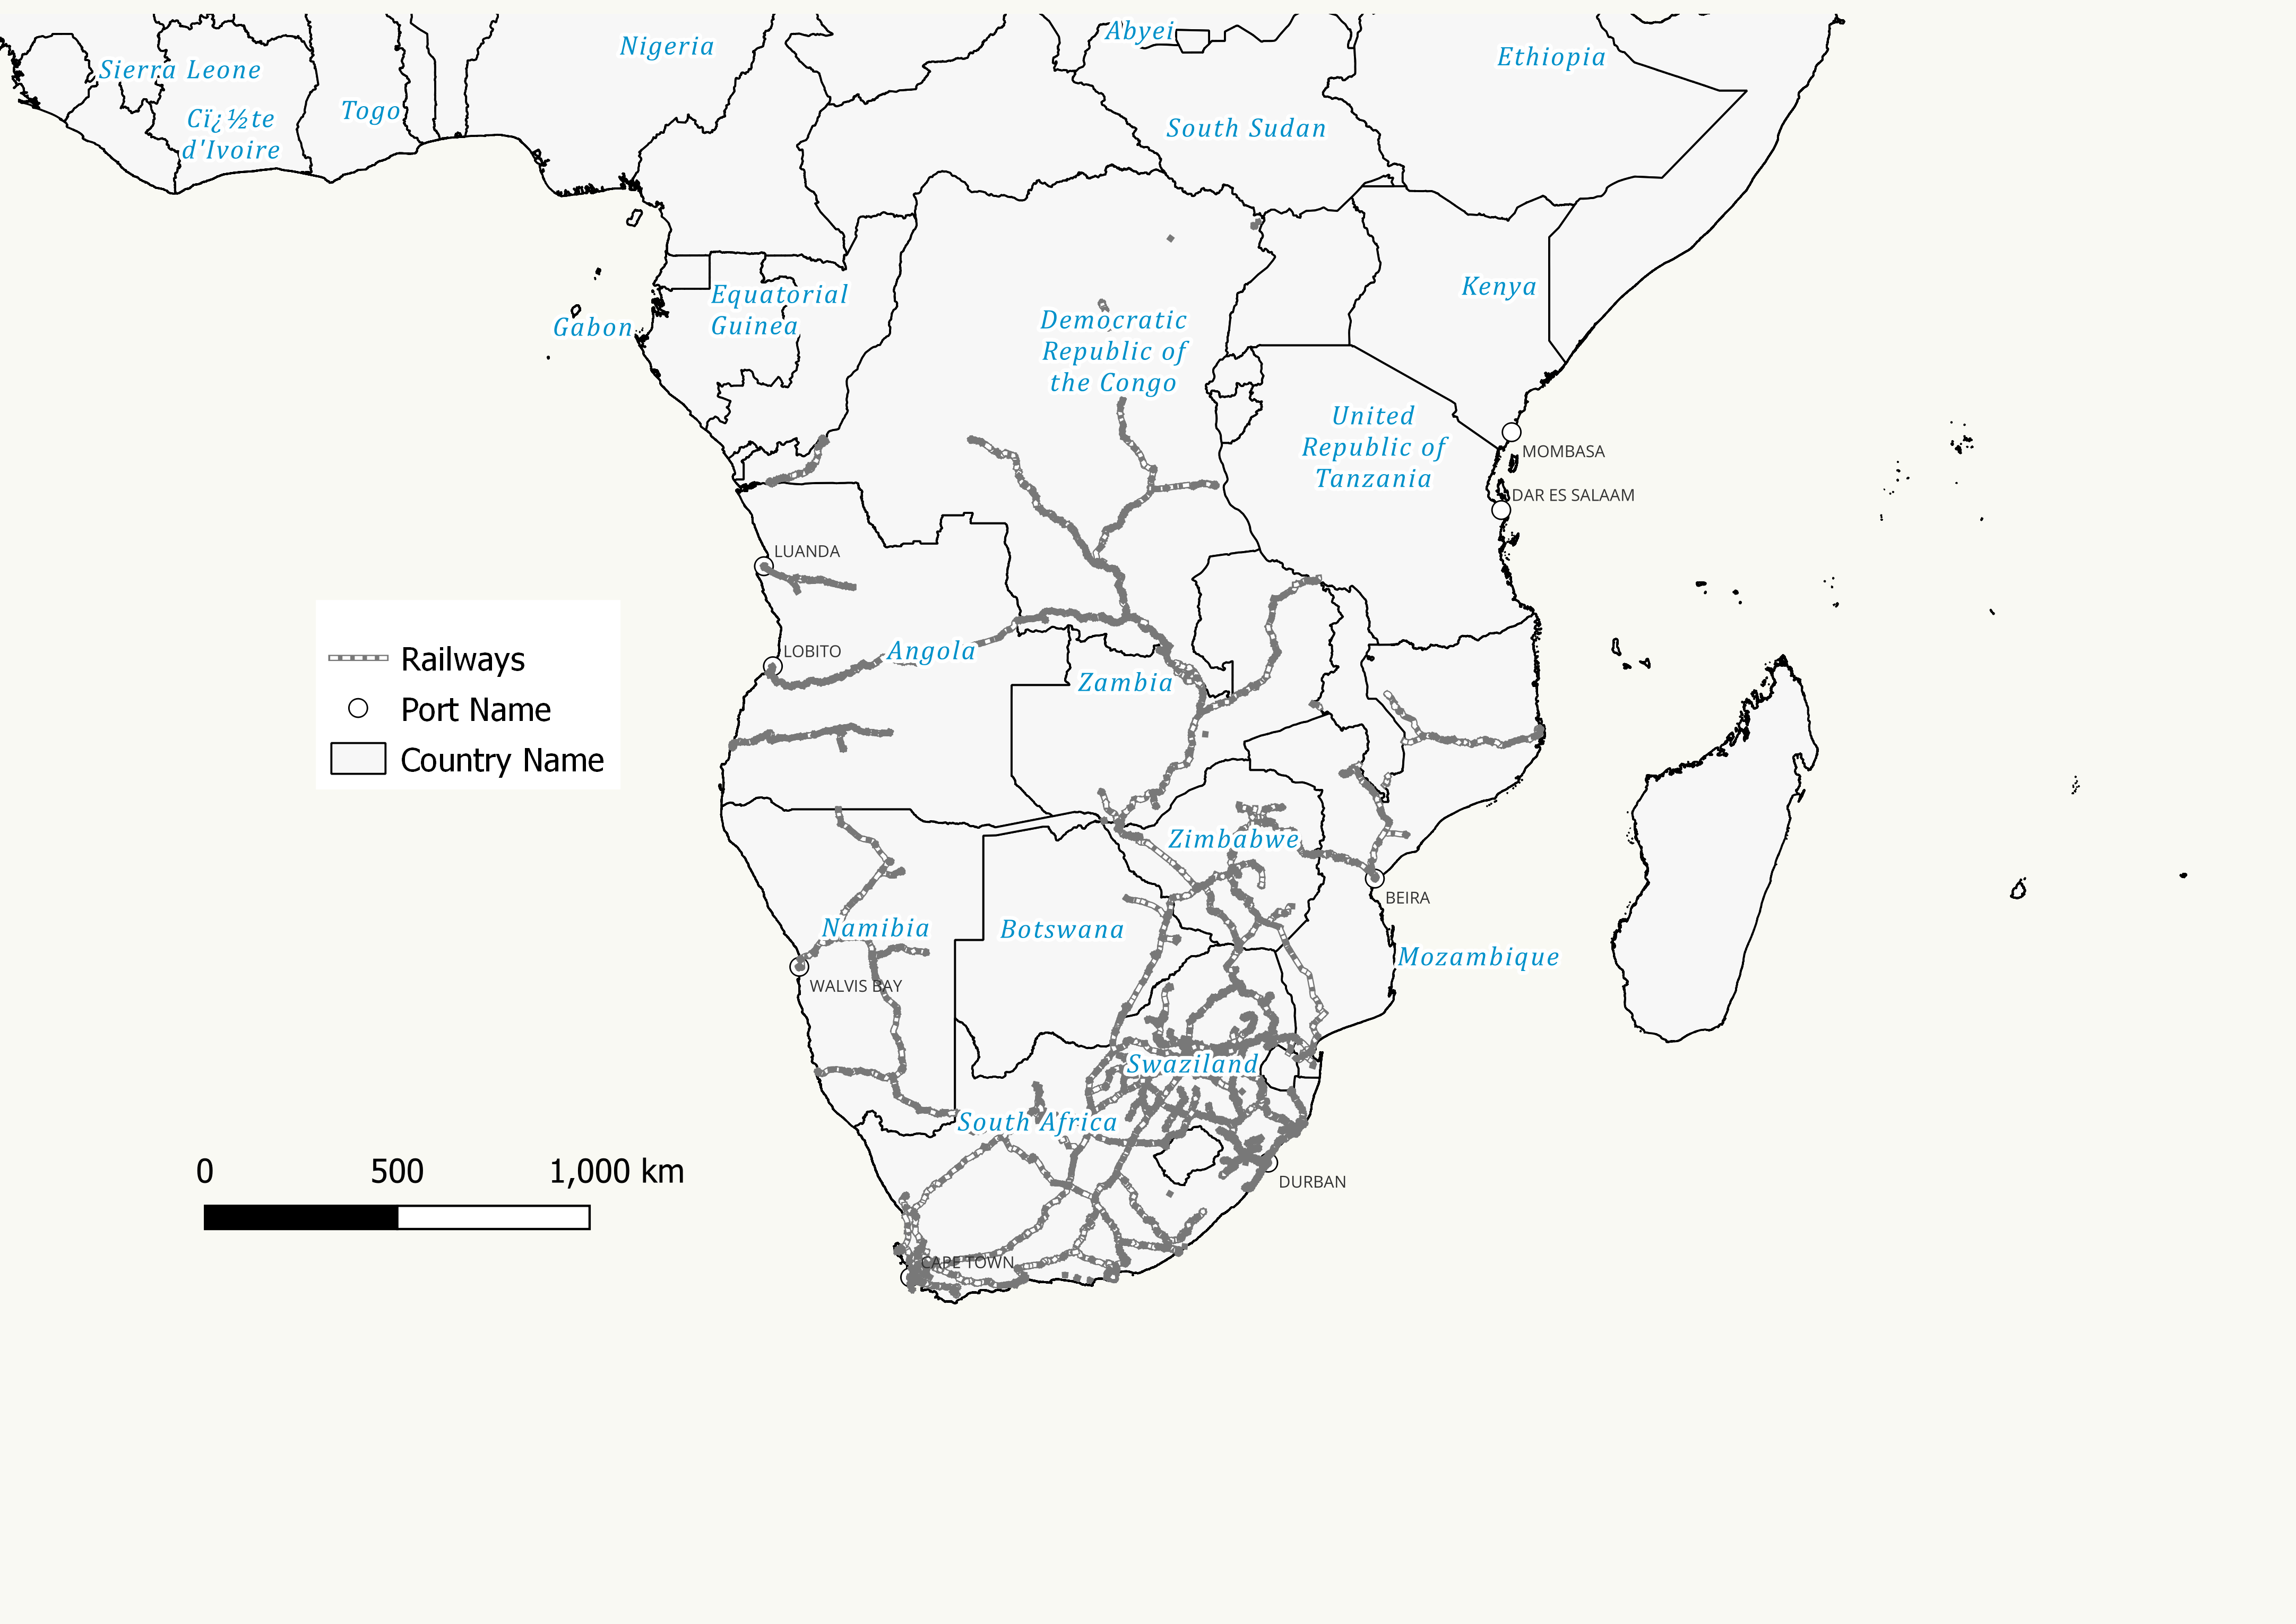 Abyei
Nigeria
Ethiopia
Sierra Leone
Togo
Cï¿½te
d'Ivoire
South Sudan
Kenya
Equatorial
Guinea
Gabon
Democratic
Republic of
the Congo
United
Republic of
Tanzania
MOMBASA
DAR ES SALAAM
LUANDA
LOBITO
Angola
Zambia
Railways
Port Name
Country Name
Zimbabwe
BEIRA
Namibia
Botswana
Mozambique
WALVIS BAY
Swaziland
South Africa
0 500 1,000 km
DURBAN
CAPE TOWN